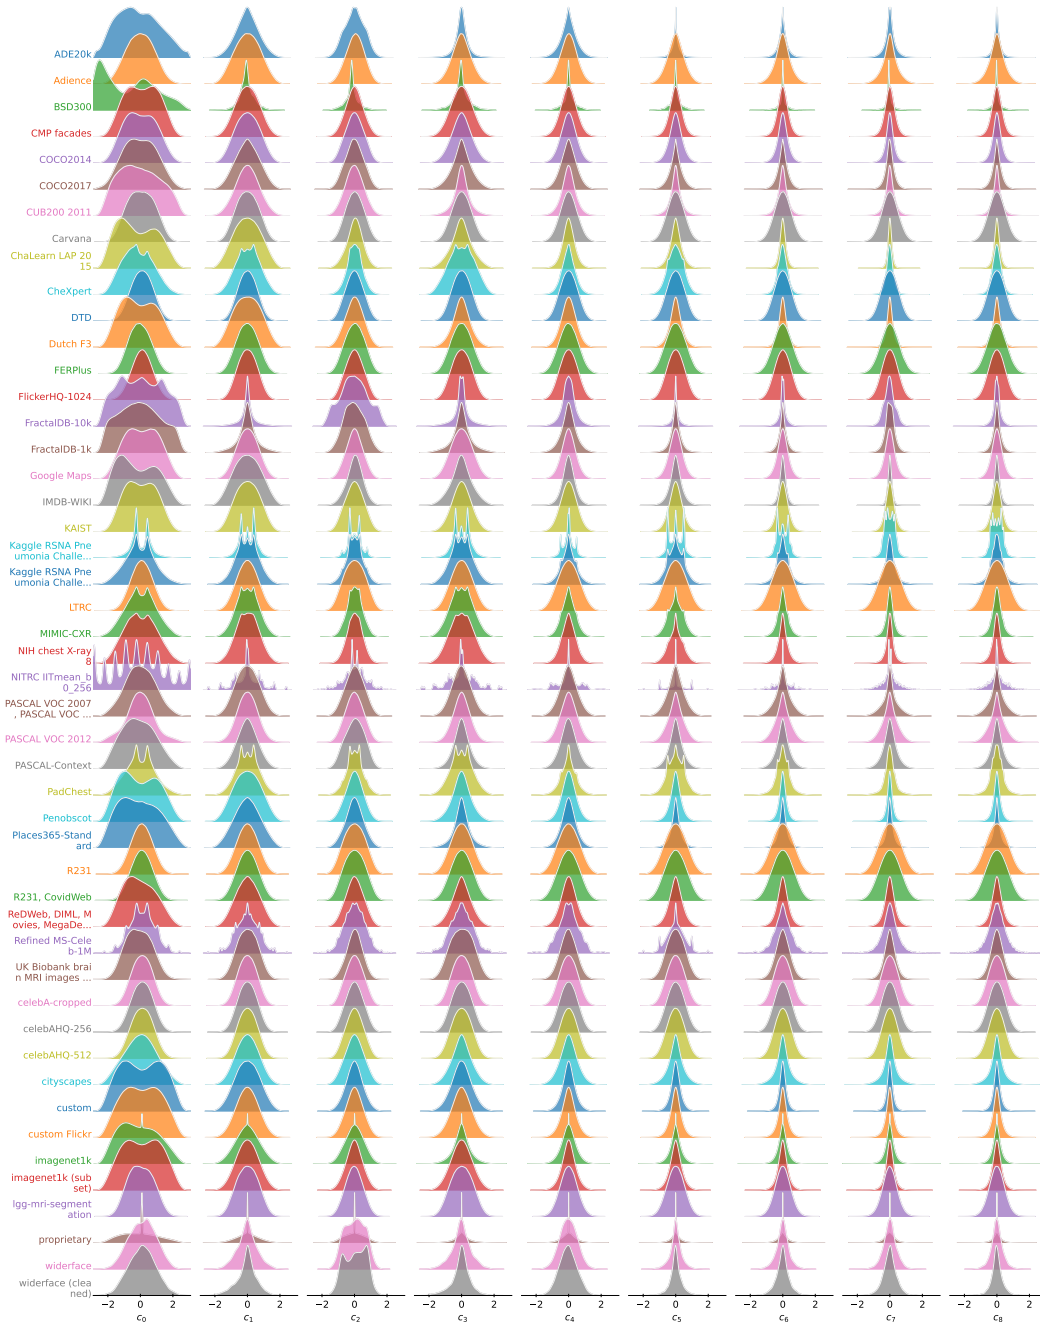 ADE20k
Adience
BSD300
CMP facades
COCO2014
COCO2017
CUB200 2011
Carvana
ChaLearn LAP 20
15
CheXpert
DTD
Dutch F3
FERPlus
FlickerHQ-1024
FractalDB-10k
FractalDB-1k
Google Maps
IMDB-WIKI
KAIST
Kaggle RSNA Pne
umonia Challe...
Kaggle RSNA Pne
umonia Challe...
LTRC
MIMIC-CXR
NIH chest X-ray
8
NITRC IITmean_b
0_256
PASCAL VOC 2007
, PASCAL VOC ...
PASCAL VOC 2012
PASCAL-Context
PadChest
Penobscot
Places365-Stand
ard
R231
R231, CovidWeb
ReDWeb, DIML, M
ovies, MegaDe...
Refined MS-Cele
b-1M
UK Biobank brai
n MRI images ...
celebA-cropped
celebAHQ-256
celebAHQ-512
cityscapes
custom
custom Flickr
imagenet1k
imagenet1k (sub
set)
lgg-mri-segment
ation
proprietary
widerface
widerface (clea
ned)
−2 0 2 −2 0 2 −2 0 2 −2 0 2 −2 0 2 −2 0 2 −2 0 2 −2 0 2 −2 0 2
c0 c1 c2 c3 c4 c5 c6 c7 c8